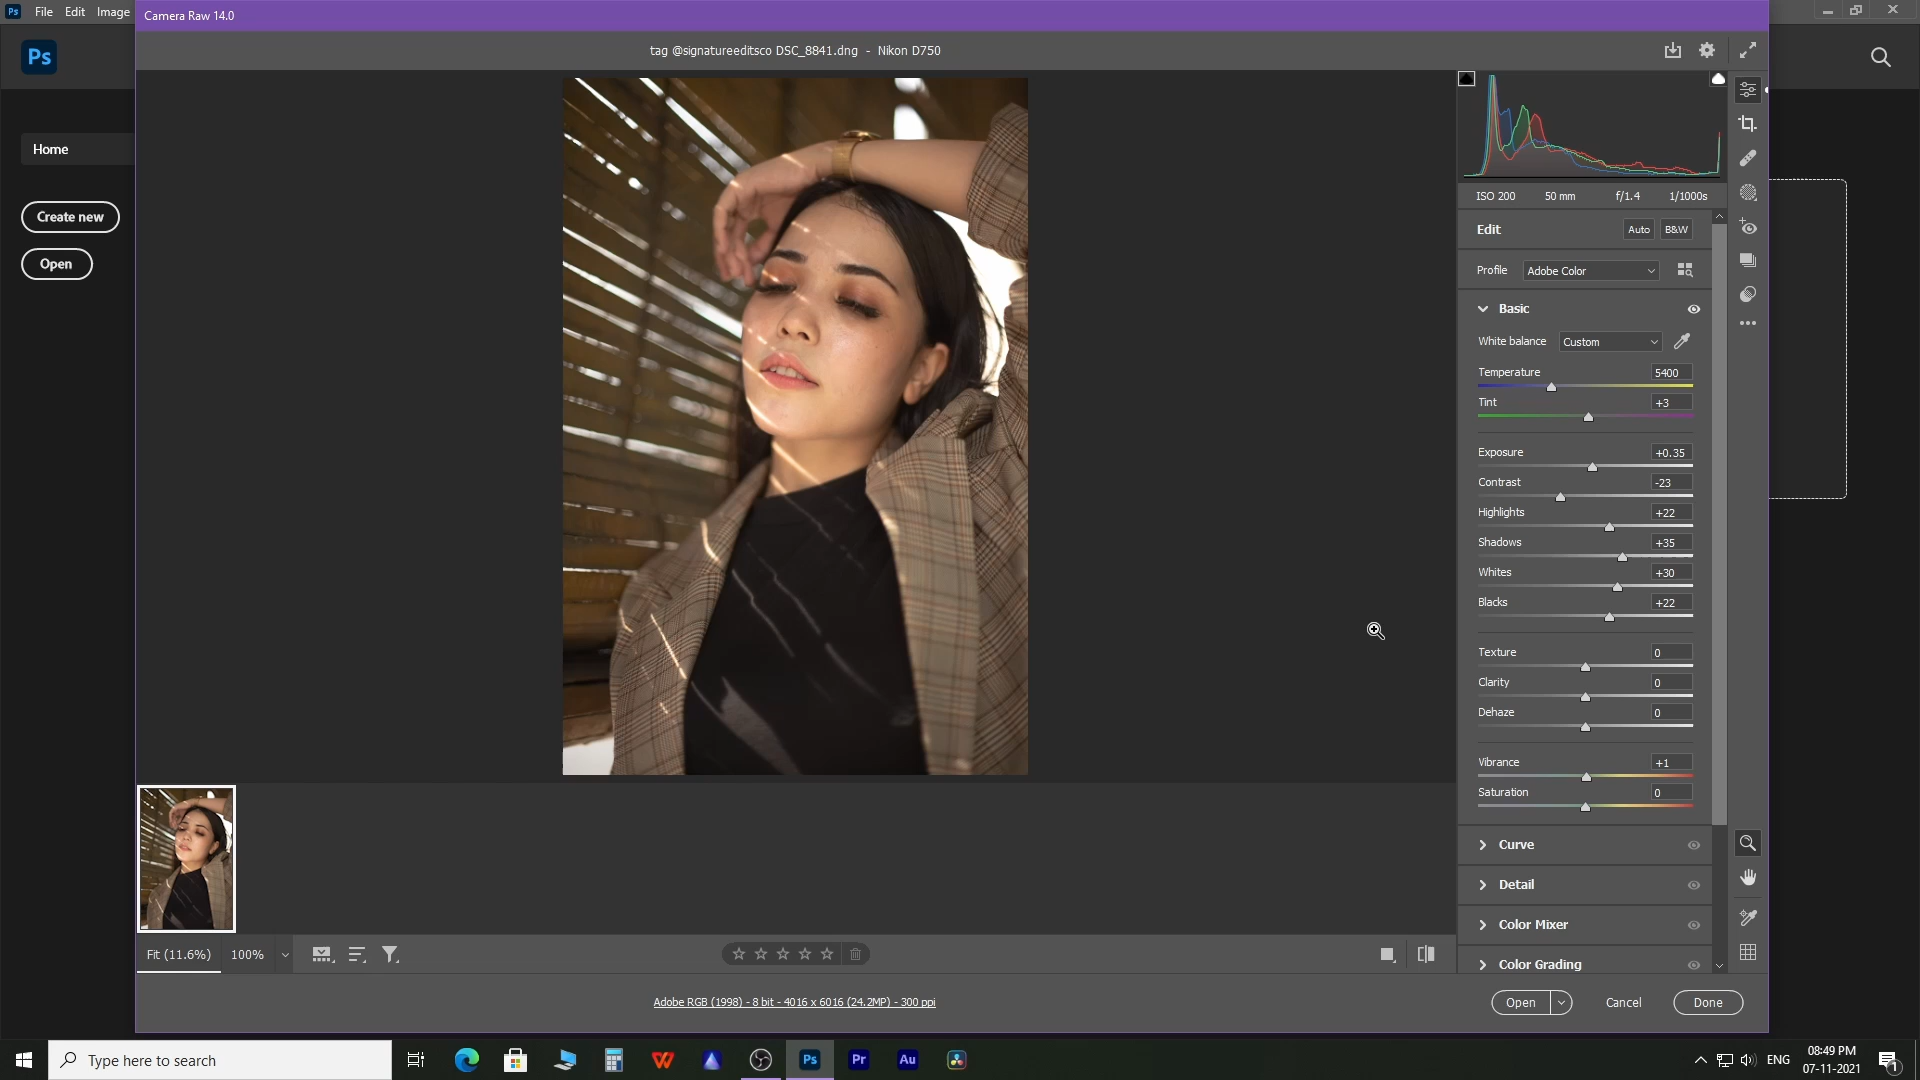 Ps File Edit Image
Camera Raw 14.0
Ps
tag @signatureeditsco DSC_8841.dng - Nikon D750
Home
Create new
Open
ISO 200 50 mm f/1.4 1/1000s
Edit Auto B&W
Profile Adobe Color
Basic
White balance Custom
Temperature 5400
Tint +3
Exposure +0.35
Contrast -23
Highlights +22
Shadows +35
Whites +30
Blacks +22
Texture 0
Clarity 0
Dehaze 0
Vibrance +1
Saturation 0
Curve
Detail
Color Mixer
Color Grading
Fit (11.6%) 100%
Adobe RGB (1998) - 8 bit - 4016 x 6016 (24.2MP) - 300 ppi
Open Cancel Done
Type here to search
Ps Pr Au
ENG
08:49 PM
07-11-2021
1